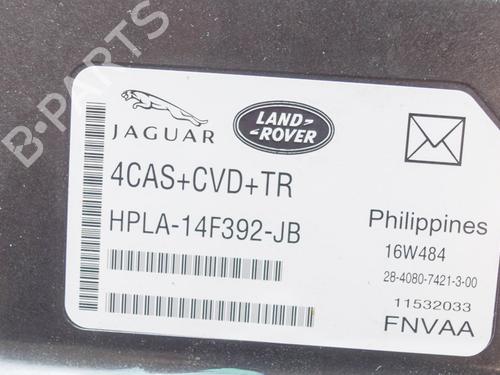 B-PARTS
JAGUAR
LAND-
-ROVER
4CAS+CVD+TR
HPLA-14F392-JB
Philippines
16W484
28-4080-7421-3-00
11532033
FNVAA